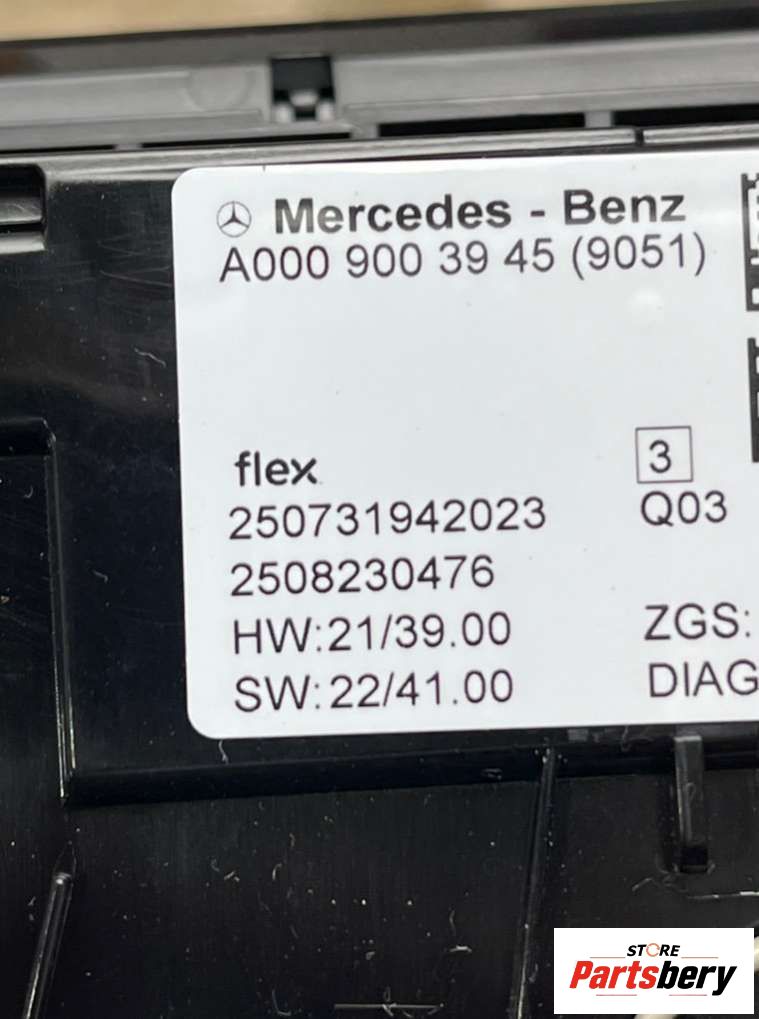 Mercedes - Benz
A000 900 39 45 (9051)
flex
3
250731942023
Q03
2508230476
HW:21/39.00
ZGS:
SW:22/41.00
DIAG
STORE
Partsbery